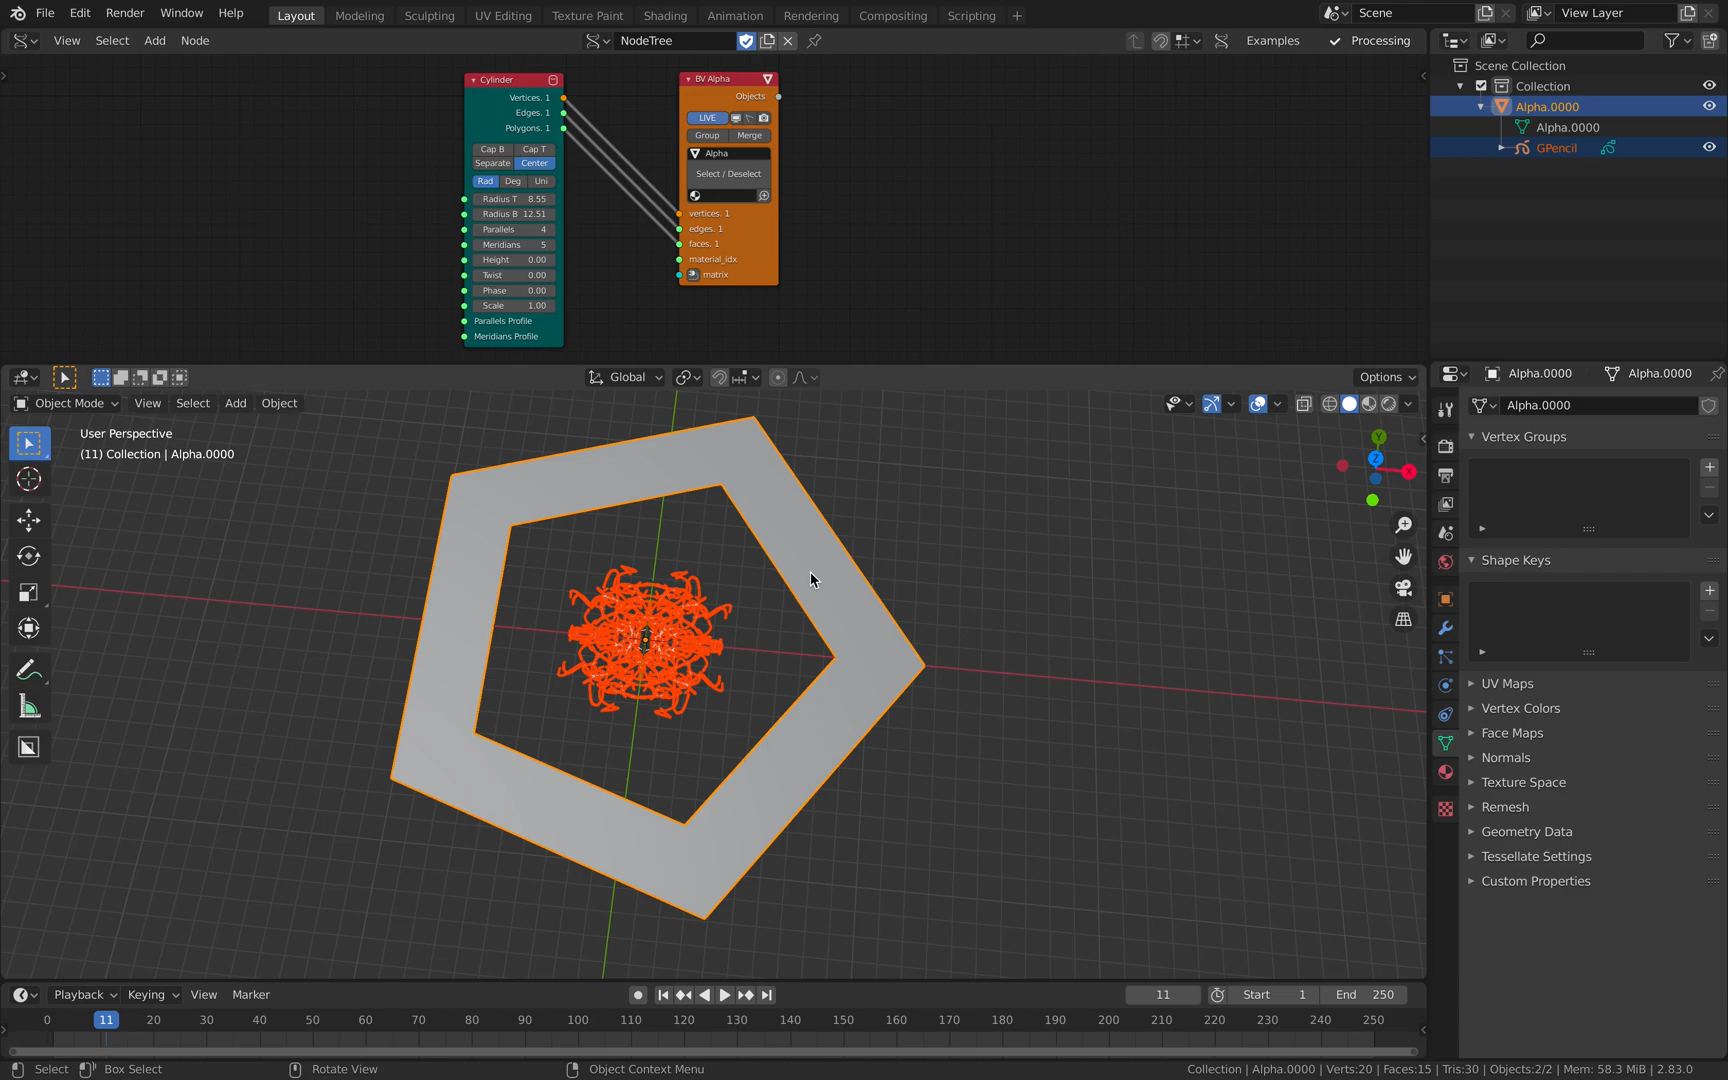 File Edit Render Window Help Layout Modeling Sculpting UV Editing Texture Paint Shading Animation Rendering Compositing Scripting + Scene View Layer
View Select Add Node NodeTree Examples Processing
Cylinder
Vertices. 1
Edges. 1
Polygons. 1
Cap B Cap T
Separate Center
Rad Deg Uni
Radius T 8.55
Radius B 12.51
Parallels 4
Meridians 5
Height 0.00
Twist 0.00
Phase 0.00
Scale 1.00
Parallels Profile
Meridians Profile
BV Alpha
Objects
LIVE
Group Merge
Alpha
Select / Deselect
vertices. 1
edges. 1
faces. 1
material_idx
matrix
Scene Collection
Collection
Alpha.0000
Alpha.0000
GPencil
Global Options
Object Mode View Select Add Object
User Perspective
(11) Collection | Alpha.0000
Y
Z
X
Alpha.0000 Alpha.0000
Alpha.0000
Vertex Groups
Shape Keys
UV Maps
Vertex Colors
Face Maps
Normals
Texture Space
Remesh
Geometry Data
Tessellate Settings
Custom Properties
Playback Keying View Marker 11 Start 1 End 250
0 11 20 30 40 50 60 70 80 90 100 110 120 130 140 150 160 170 180 190 200 210 220 230 240 250
Select Box Select Rotate View Object Context Menu Collection | Alpha.0000 | Verts:20 | Faces:15 | Tris:30 | Objects:2/2 | Mem: 58.3 MiB | 2.83.0